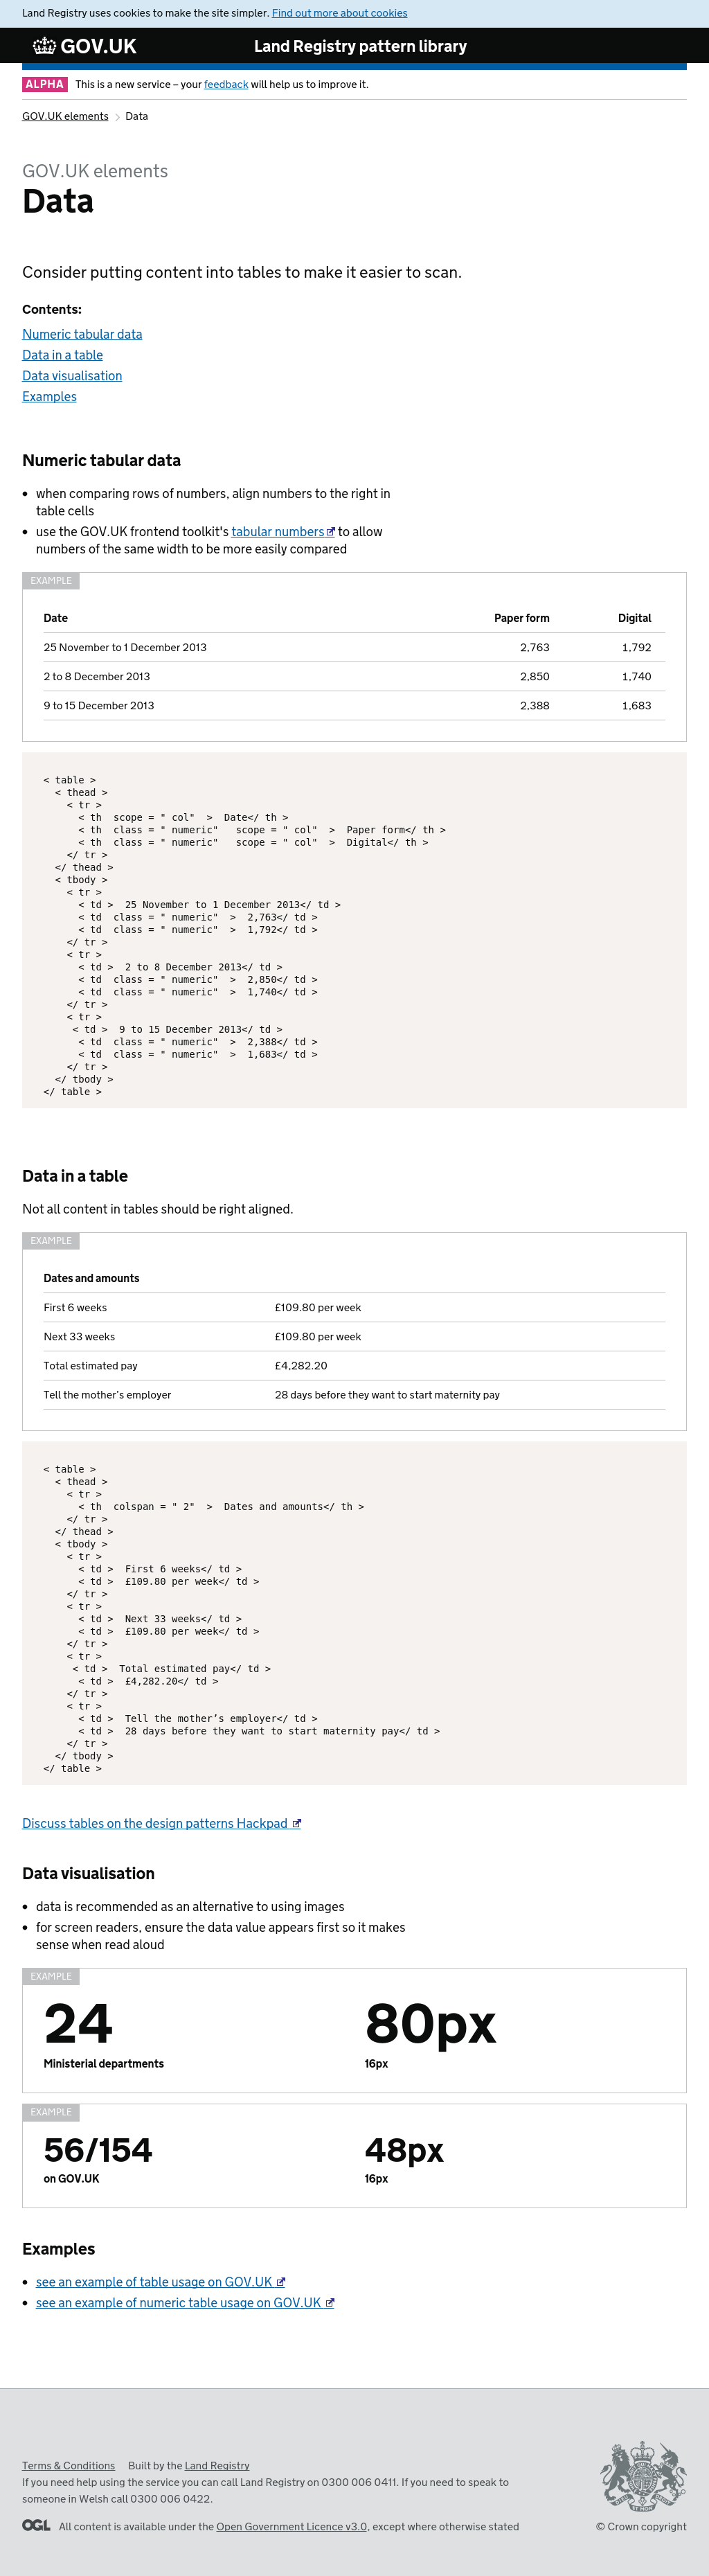 Land Registry uses cookies to make the site simpler. Find out more about cookies
GOV.UK
Land Registry pattern library
ALPHA This is a new service – your feedback will help us to improve it.
GOV.UK elements Data
GOV.UK elements
Data
Consider putting content into tables to make it easier to scan.
Contents:
Numeric tabular data
Data in a table
Data visualisation
Examples
Numeric tabular data
• when comparing rows of numbers, align numbers to the right in
table cells
• use the GOV.UK frontend toolkit's tabular numbers to allow
numbers of the same width to be more easily compared
EXAMPLE
Date Paper form Digital
25 November to 1 December 2013 2,763 1,792
2 to 8 December 2013 2,850 1,740
9 to 15 December 2013 2,388 1,683
< table >
  < thead >
    < tr >
      < th  scope = " col"  >  Date</ th >
      < th  class = " numeric"   scope = " col"  >  Paper form</ th >
      < th  class = " numeric"   scope = " col"  >  Digital</ th >
    </ tr >
  </ thead >
  < tbody >
    < tr >
      < td >  25 November to 1 December 2013</ td >
      < td  class = " numeric"  >  2,763</ td >
      < td  class = " numeric"  >  1,792</ td >
    </ tr >
    < tr >
      < td >  2 to 8 December 2013</ td >
      < td  class = " numeric"  >  2,850</ td >
      < td  class = " numeric"  >  1,740</ td >
    </ tr >
    < tr >
     < td >  9 to 15 December 2013</ td >
      < td  class = " numeric"  >  2,388</ td >
      < td  class = " numeric"  >  1,683</ td >
    </ tr >
  </ tbody >
</ table >
Data in a table
Not all content in tables should be right aligned.
EXAMPLE
Dates and amounts
First 6 weeks £109.80 per week
Next 33 weeks £109.80 per week
Total estimated pay £4,282.20
Tell the mother’s employer 28 days before they want to start maternity pay
< table >
  < thead >
    < tr >
      < th  colspan = " 2"  >  Dates and amounts</ th >
    </ tr >
  </ thead >
  < tbody >
    < tr >
      < td >  First 6 weeks</ td >
      < td >  £109.80 per week</ td >
    </ tr >
    < tr >
      < td >  Next 33 weeks</ td >
      < td >  £109.80 per week</ td >
    </ tr >
    < tr >
     < td >  Total estimated pay</ td >
      < td >  £4,282.20</ td >
    </ tr >
    < tr >
      < td >  Tell the mother’s employer</ td >
      < td >  28 days before they want to start maternity pay</ td >
    </ tr >
  </ tbody >
</ table >
Discuss tables on the design patterns Hackpad
Data visualisation
• data is recommended as an alternative to using images
• for screen readers, ensure the data value appears first so it makes
sense when read aloud
EXAMPLE
24 80px
Ministerial departments 16px
EXAMPLE
56/154 48px
on GOV.UK 16px
Examples
• see an example of table usage on GOV.UK
• see an example of numeric table usage on GOV.UK
Terms & Conditions Built by the Land Registry
If you need help using the service you can call Land Registry on 0300 006 0411. If you need to speak to
someone in Welsh call 0300 006 0422.
OGL All content is available under the Open Government Licence v3.0, except where otherwise stated
© Crown copyright